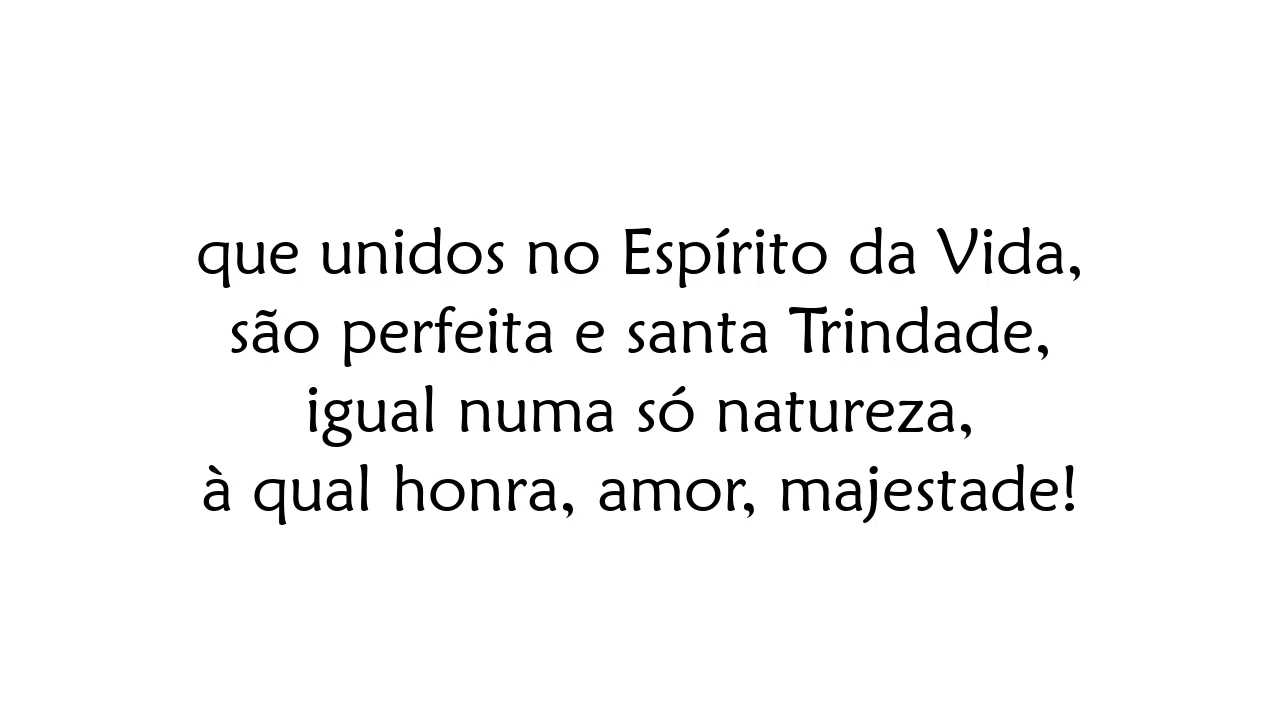 que unidos no Espírito da Vida,
são perfeita e santa Trindade,
igual numa só natureza,
à qual honra, amor, majestade!